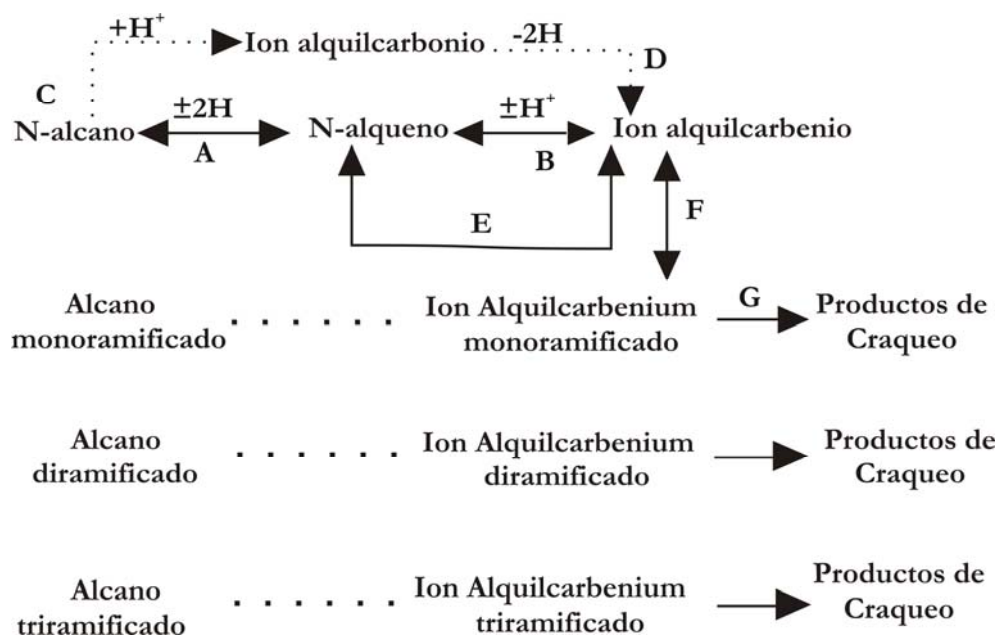 +H⁺
Ion alquilcarbonio
-2H
C
D
N-alcano
±2H
A
N-alqueno
±H⁺
B
Ion alquilcarbenio
E
F
Alcano
monoramificado
. . . . . .
Ion Alquilcarbenium
monoramificado
G
Productos de
Craqueo
Alcano
diramificado
. . . . . .
Ion Alquilcarbenium
diramificado
Productos de
Craqueo
Alcano
triramificado
. . . . . .
Ion Alquilcarbenium
triramificado
Productos de
Craqueo